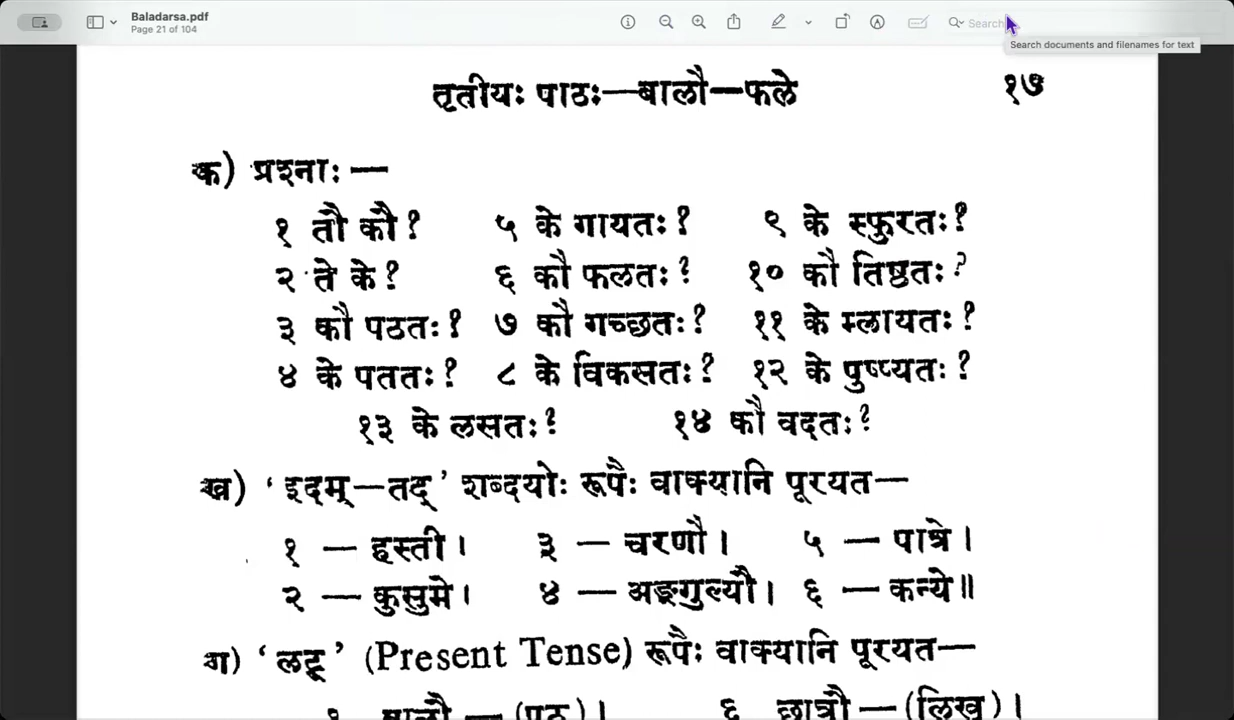 Baladarsa.pdf
Page 21 of 104
Search
Search documents and filenames for text
तृतीयः पाठः—बालौ—फले १७
क) प्रश्नाः —
१ तौ कौ? ५ के गायतः? ९ के स्फुरतः?
२ ते के? ६ कौ फलतः? १० कौ तिष्ठतः?
३ कौ पठतः? ७ कौ गच्छतः? ११ के म्लायतः?
४ के पततः? ८ के विकसतः? १२ के पुष्प्यतः?
१३ के लसतः? १४ कौ वदतः?
ख) ‘इदम्—तद्’ शब्दयोः रूपैः वाक्यानि पूरयत—
१ — हस्ती। ३ — चरणौ। ५ — पात्रे।
२ — कुसुमे। ४ — अङ्गुल्यौ। ६ — कन्ये॥
ग) ‘लट्’ (Present Tense) रूपैः वाक्यानि पूरयत—
१ बालौ — (पठ्)। ६ छात्रौ — (लिख्)।